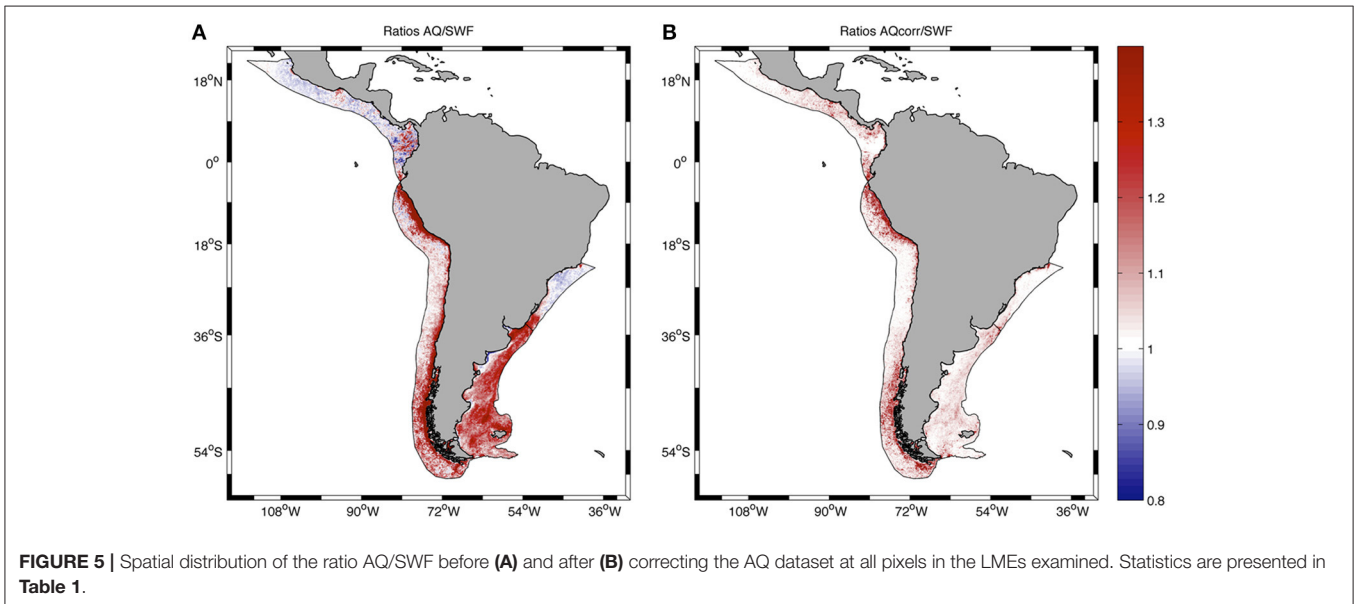 A
Ratios AQ/SWF
18°N
0°
18°S
36°S
54°S
108°W
90°W
72°W
54°W
36°W
B
Ratios AQcorr/SWF
18°N
0°
18°S
36°S
54°S
108°W
90°W
72°W
54°W
36°W
1.3
1.2
1.1
1
0.9
0.8
FIGURE 5 | Spatial distribution of the ratio AQ/SWF before (A) and after (B) correcting the AQ dataset at all pixels in the LMEs examined. Statistics are presented in
Table 1.